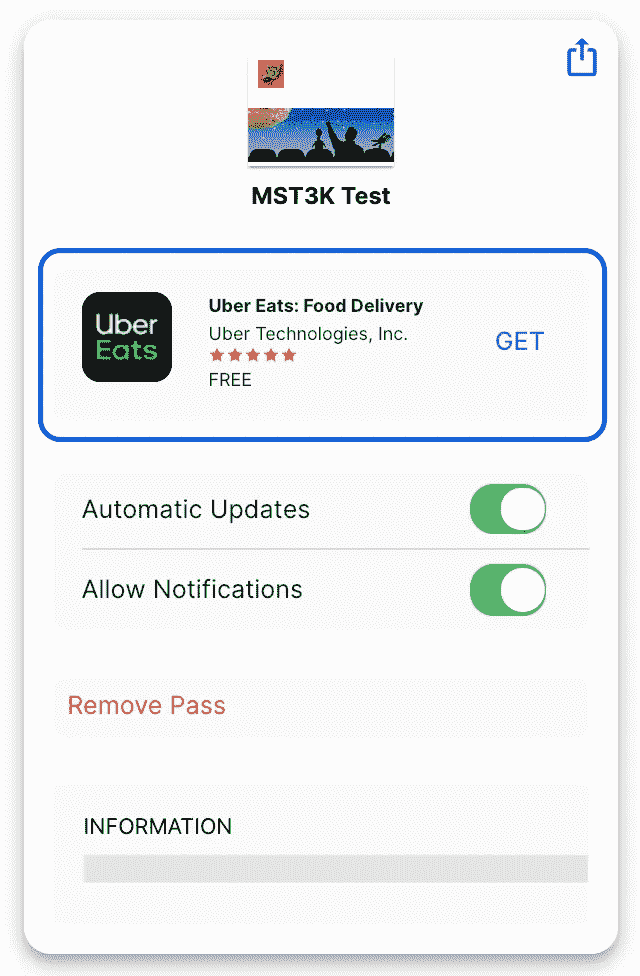 MST3K Test
Uber
Eats
Uber Eats: Food Delivery
Uber Technologies, Inc.
FREE
GET
Automatic Updates
Allow Notifications
Remove Pass
INFORMATION